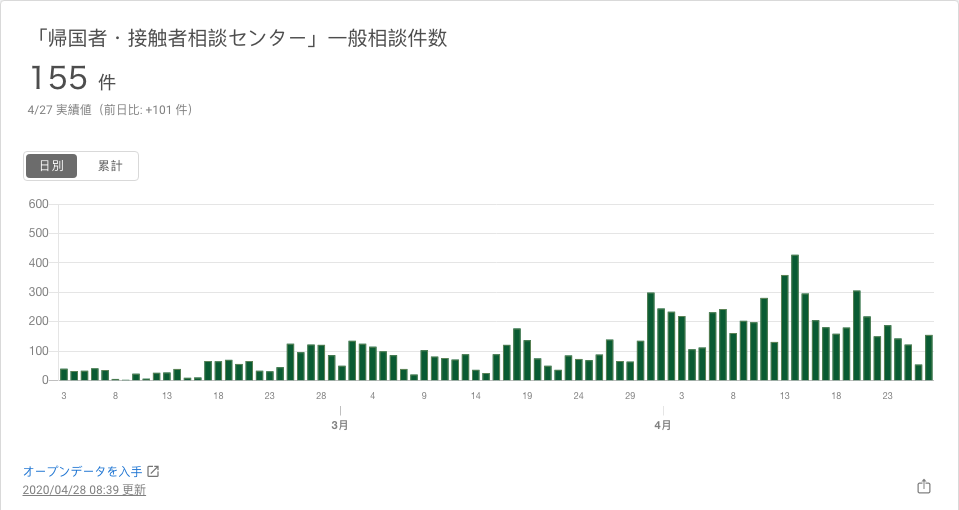 「帰国者・接触者相談センター」一般相談件数
155 件
4/27 実績値（前日比: +101 件）
日別 累計
600
500
400
300
200
100
0
3 8 13 18 23 28 4 9 14 19 24 29 3 8 13 18 23
3月 4月
オープンデータを入手
2020/04/28 08:39 更新